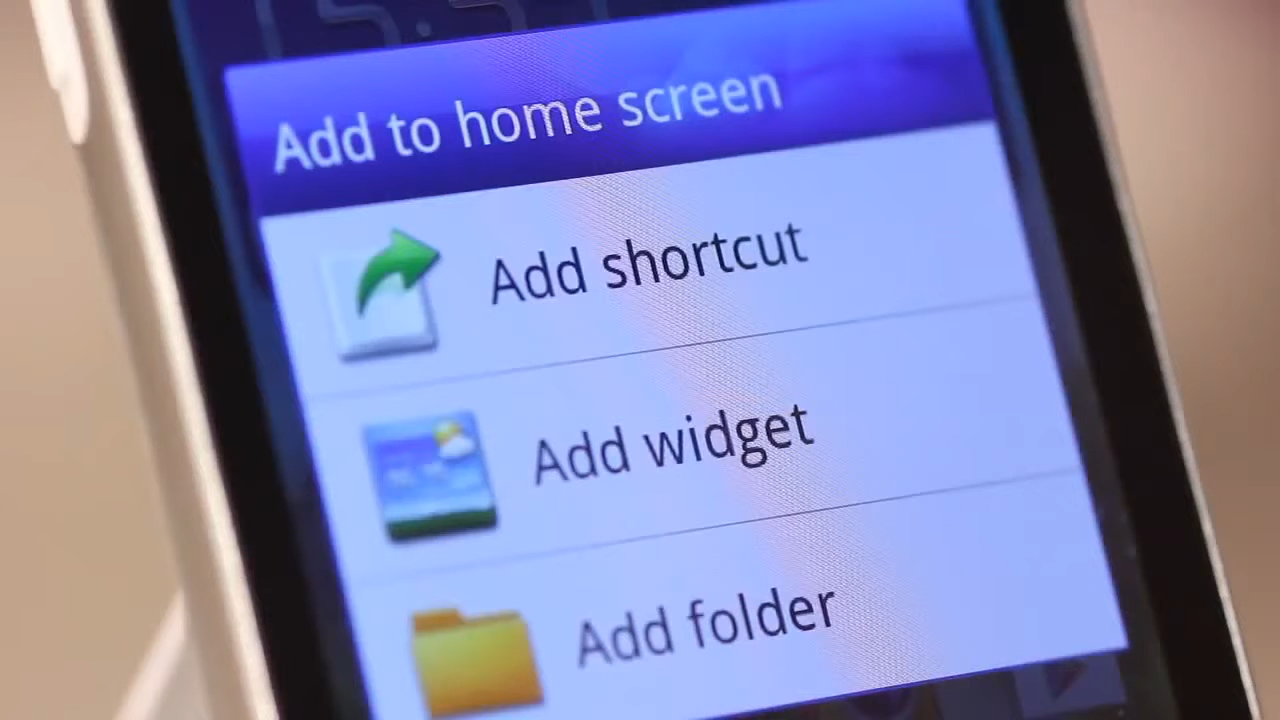 Add to home screen
Add shortcut
Add widget
Add folder